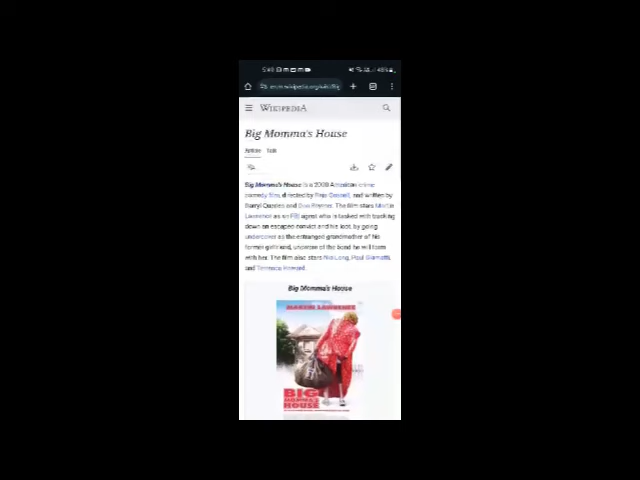 WIKIPEDIA
Big Momma's House
Article Talk
Big Momma's House is a 2000 American crime
comedy film, directed by Raja Gosnell, and written by
Darryl Quarles and Don Rhymer. The film stars Martin
Lawrence as an FBI agent who is tasked with tracking
down an escaped convict and his loot, by going
undercover as the estranged grandmother of his
former girlfriend, unaware of the bond he will form
with her. The film also stars Nia Long, Paul Giamatti,
and Terrence Howard.
Big Momma's House
MARTIN LAWRENCE
BIG
MOMMA'S
HOUSE